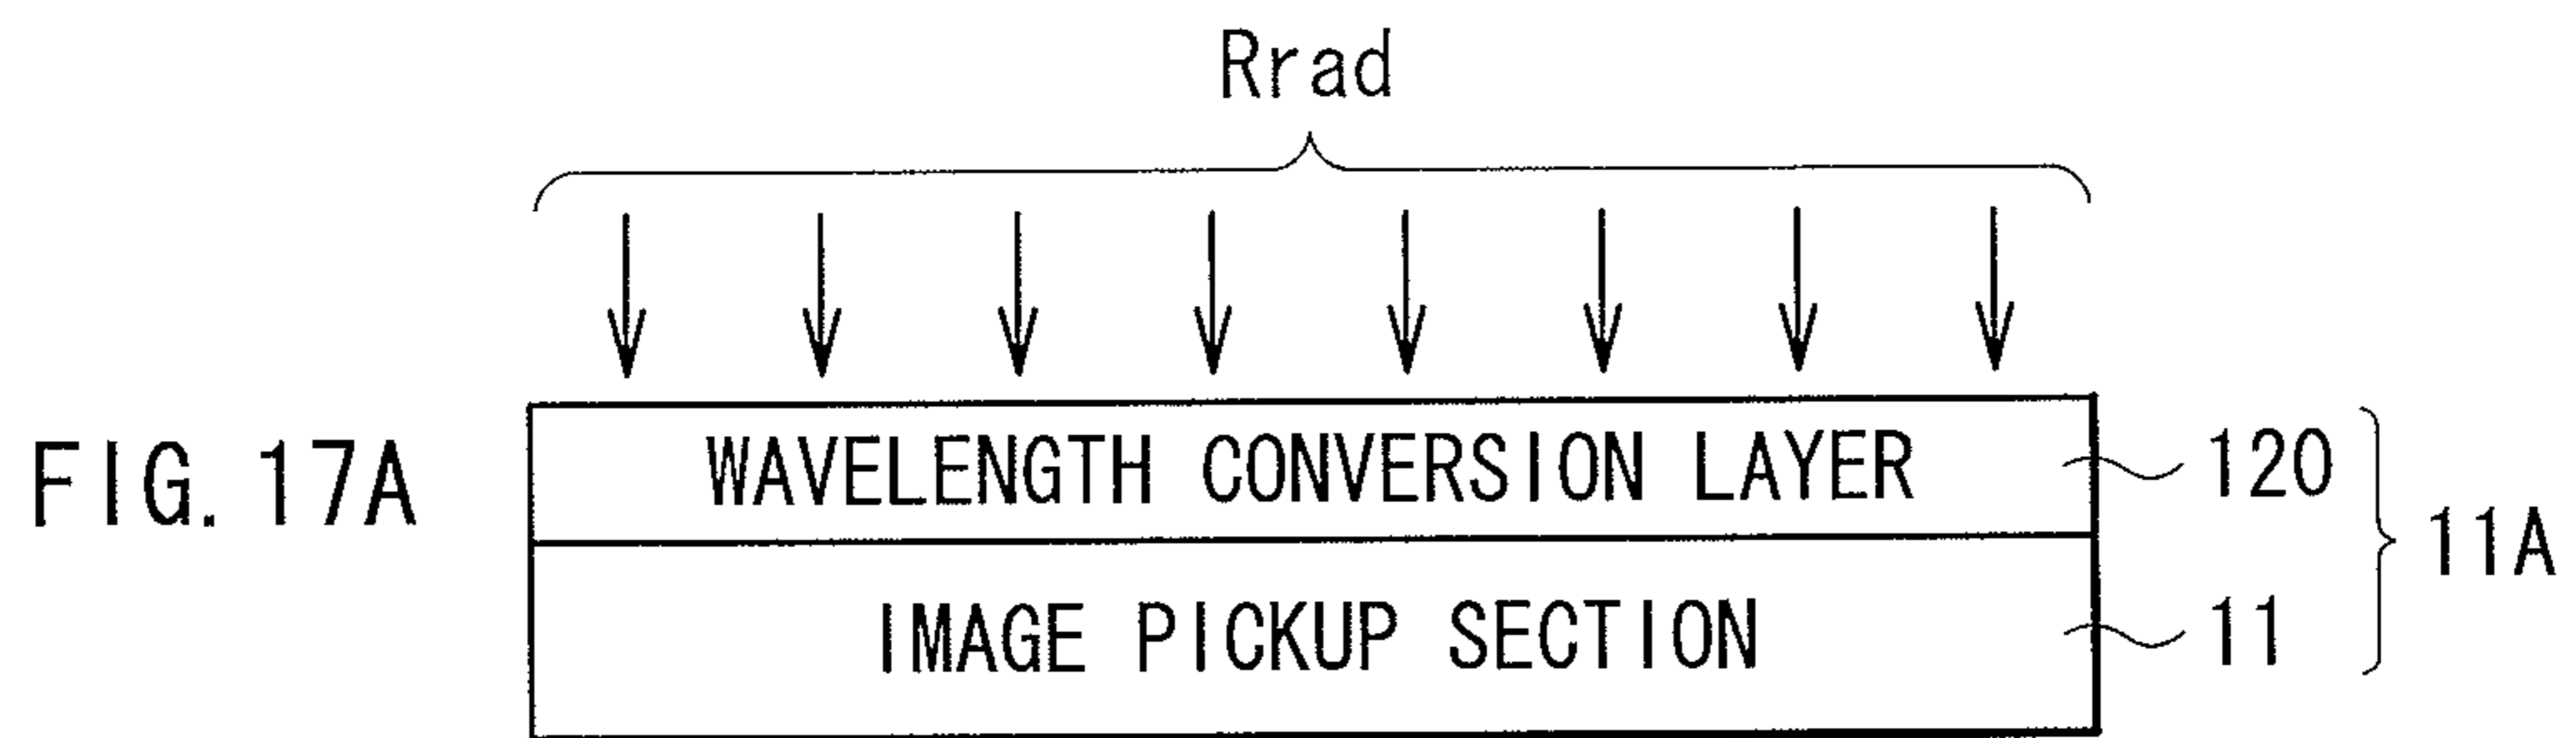 Rrad
FIG. 17A
WAVELENGTH CONVERSION LAYER
120
11A
IMAGE PICKUP SECTION
11